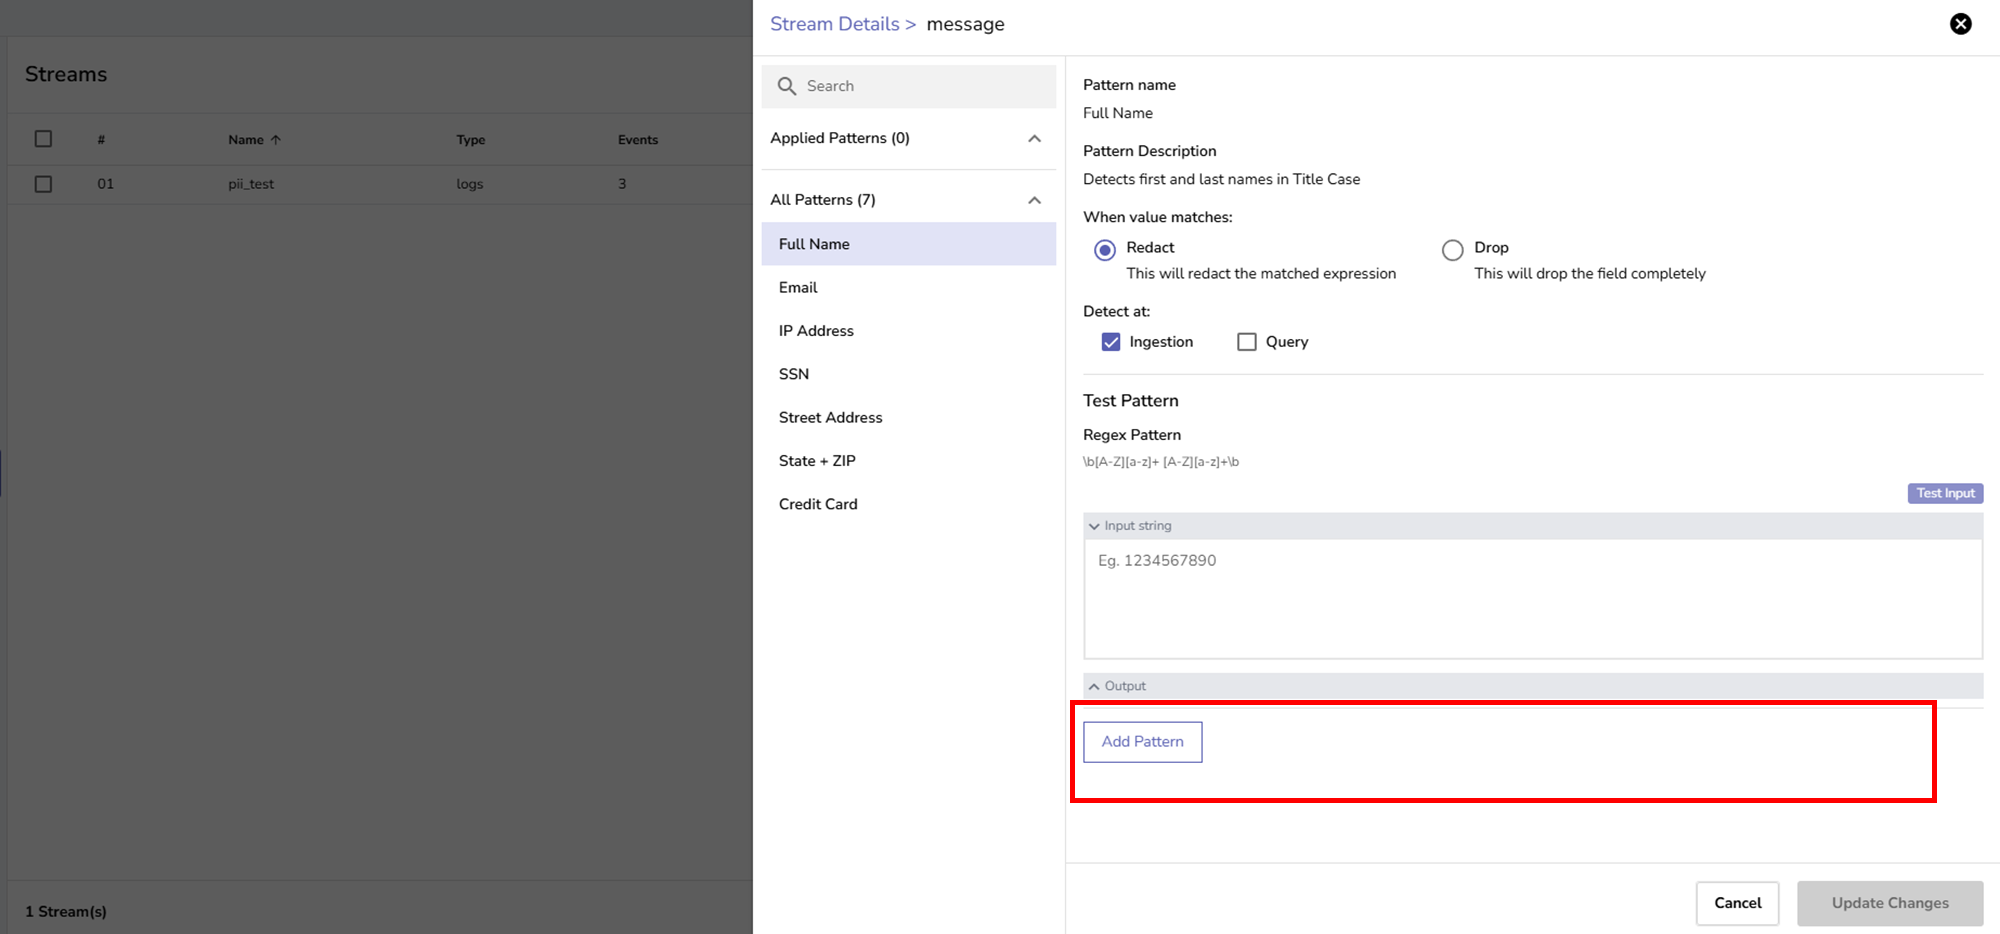 Stream Details > message
Streams
# Name Type Events
01 pii_test logs 3
1 Stream(s)
Search
Applied Patterns (0)
All Patterns (7)
Full Name
Email
IP Address
SSN
Street Address
State + ZIP
Credit Card
Pattern name
Full Name
Pattern Description
Detects first and last names in Title Case
When value matches:
Redact
This will redact the matched expression
Drop
This will drop the field completely
Detect at:
Ingestion Query
Test Pattern
Regex Pattern
\b[A-Z][a-z]+ [A-Z][a-z]+\b
Test Input
Input string
Eg. 1234567890
Output
Add Pattern
Cancel Update Changes